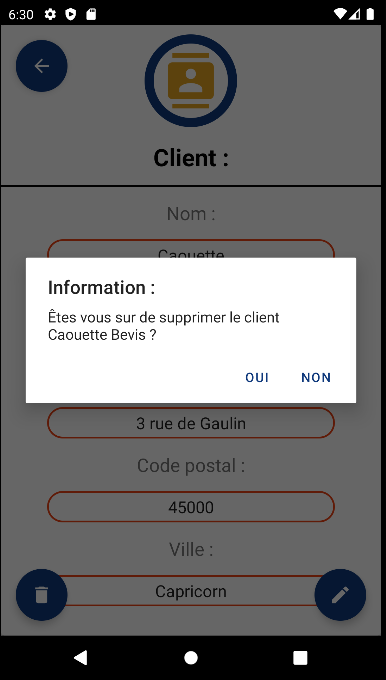 6:30
Client :
Nom :
Caouette
Information :
Êtes vous sur de supprimer le client
Caouette Bevis ?
OUI NON
3 rue de Gaulin
Code postal :
45000
Ville :
Capricorn